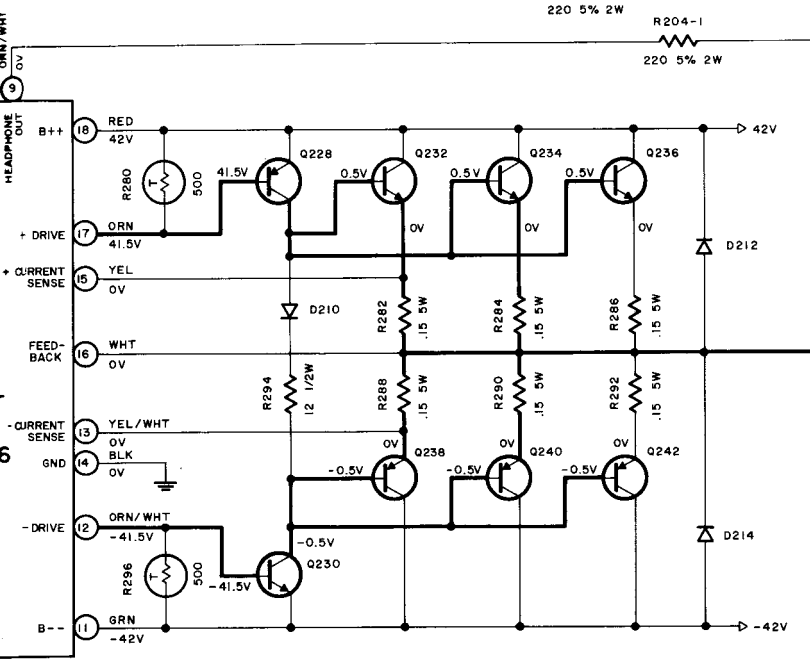 220 5% 2W
R204-1
220 5% 2W
ORN/WHT
0V
9
HEADPHONE
OUT
B++
18
RED
42V
42V
R280
T
500
41.5V
Q228
0.5V
Q232
0.5V
Q234
0.5V
Q236
+ DRIVE
17
ORN
41.5V
0V
0V
0V
D212
+ CURRENT
SENSE
15
YEL
0V
D210
R282
.15 5W
R284
.15 5W
R286
.15 5W
FEED-
BACK
16
WHT
0V
R294
12 1/2W
R288
.15 5W
R290
.15 5W
R292
.15 5W
-CURRENT
SENSE
13
YEL/WHT
0V
6
GND
14
BLK
0V
0V
Q238
0V
Q240
0V
Q242
-0.5V
-0.5V
-0.5V
- DRIVE
12
ORN/WHT
-41.5V
-0.5V
D214
R296
T
500
-41.5V
Q230
B--
11
GRN
-42V
-42V